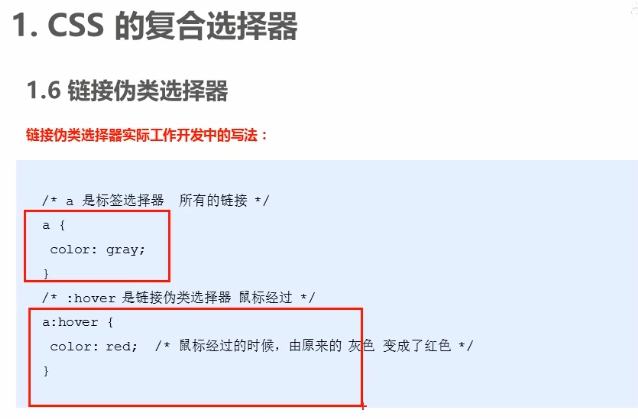 1. CSS 的复合选择器
1.6 链接伪类选择器
链接伪类选择器实际工作开发中的写法：
/* a 是标签选择器 所有的链接 */
a {
color: gray;
}
/* :hover 是链接伪类选择器 鼠标经过 */
a:hover {
color: red; /* 鼠标经过的时候，由原来的 灰色 变成了红色 */
}